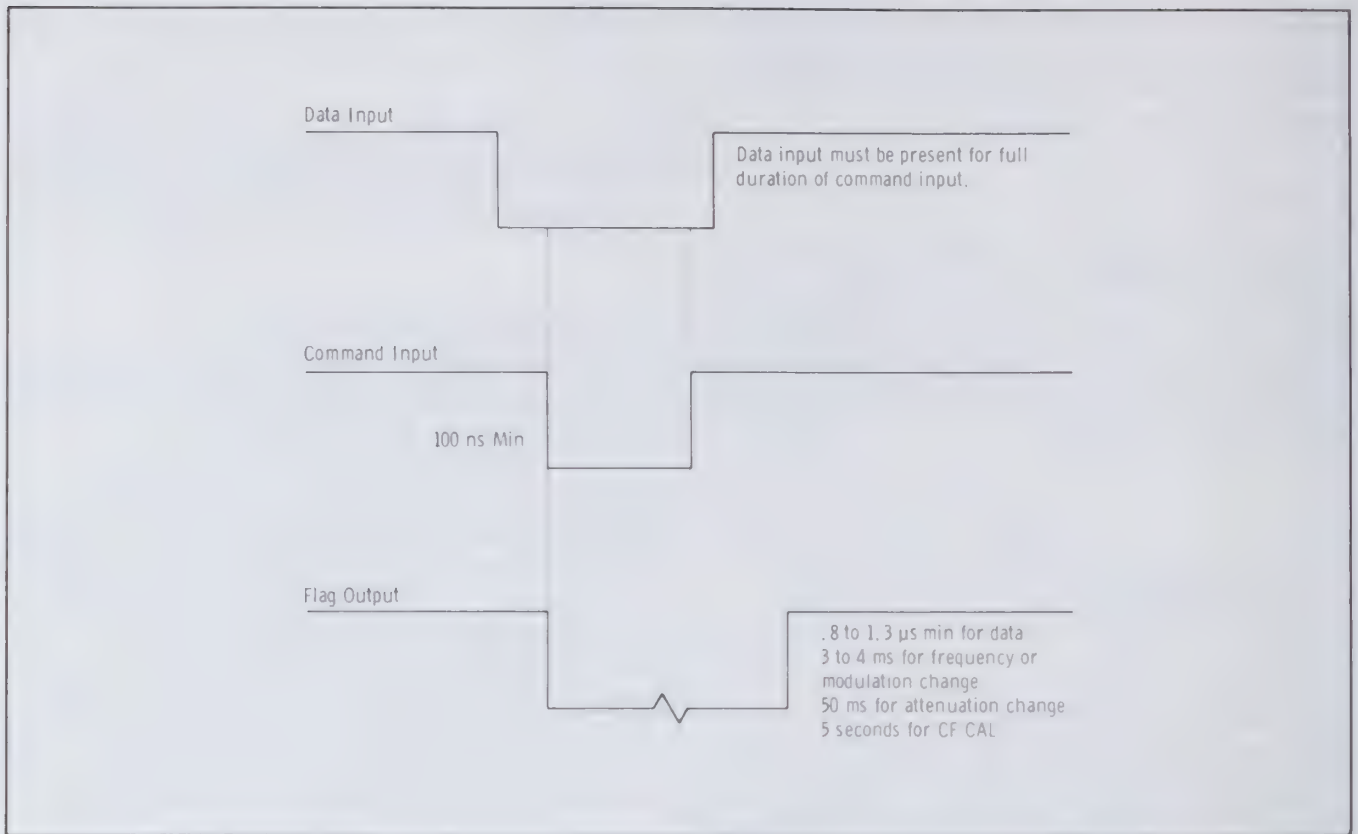 Data Input
Data input must be present for full
duration of command input.
Command Input
100 ns Min
Flag Output
.8 to 1.3 µs min for data
3 to 4 ms for frequency or
modulation change
50 ms for attenuation change
5 seconds for CF CAL